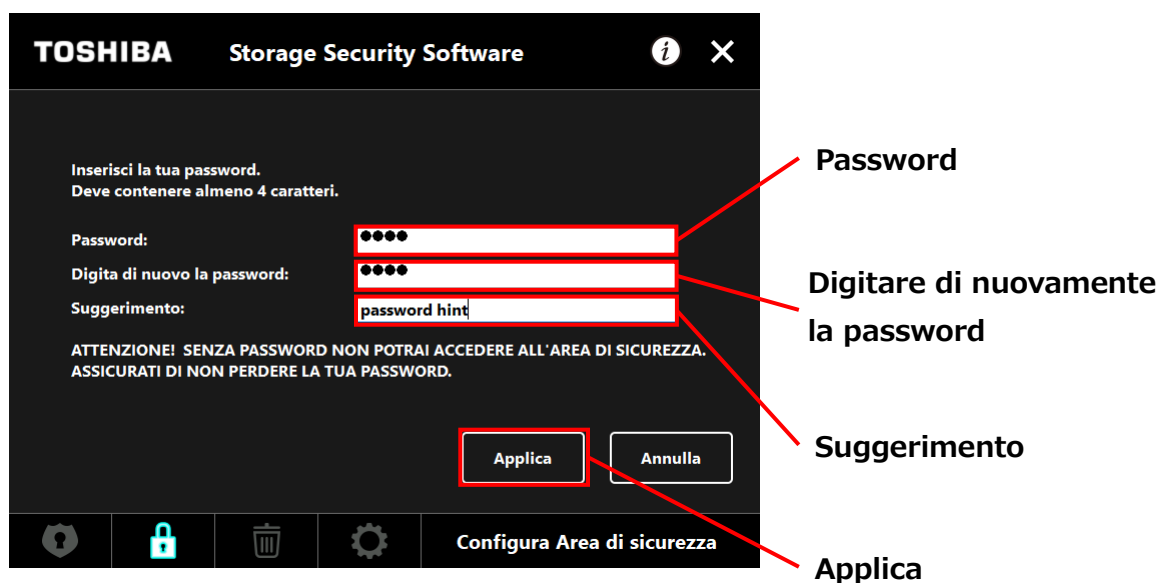 TOSHIBA Storage Security Software
Inserisci la tua password.
Deve contenere almeno 4 caratteri.
Password:
Digita di nuovo la password:
Suggerimento: password hint
ATTENZIONE! SENZA PASSWORD NON POTRAI ACCEDERE ALL'AREA DI SICUREZZA.
ASSICURATI DI NON PERDERE LA TUA PASSWORD.
Applica Annulla
Configura Area di sicurezza
Password
Digitare di nuovamente
la password
Suggerimento
Applica